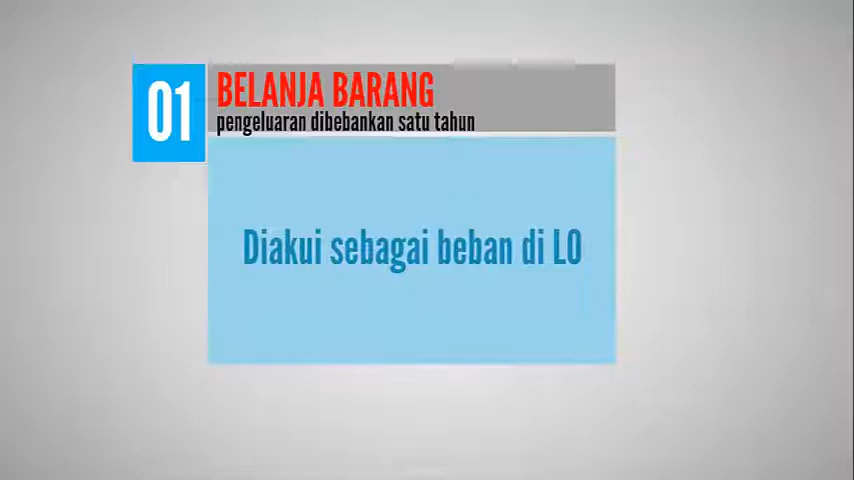 01
BELANJA BARANG
pengeluaran dibebankan satu tahun
Diakui sebagai beban di LO